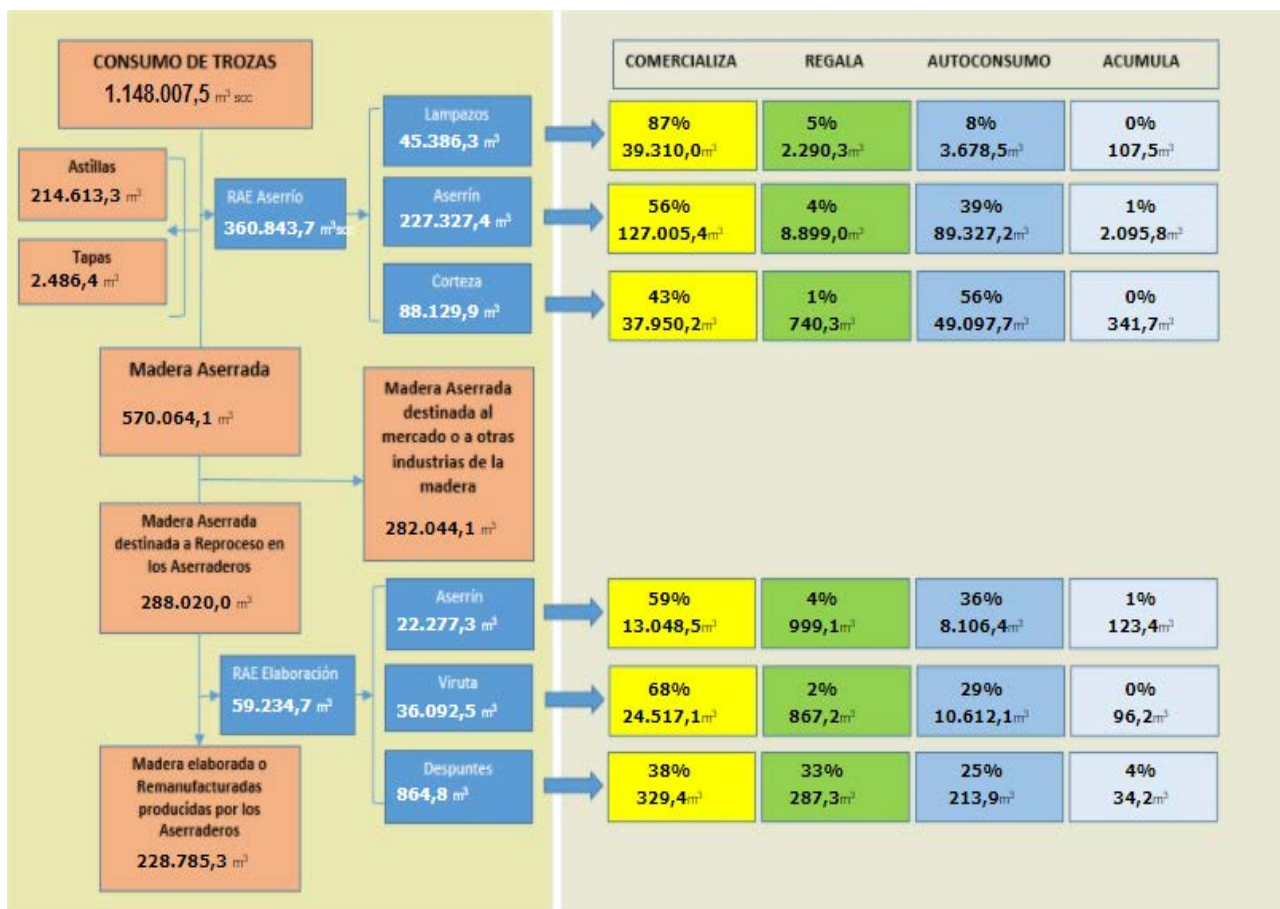 CONSUMO DE TROZAS
1.148.007,5 m³ scc
Astillas
214.613,3 m³
Tapas
2.486,4 m³
RAE Aserrío
360.843,7 m³scc
Lampazos
45.386,3 m³
Aserrín
227.327,4 m³
Corteza
88.129,9 m³
COMERCIALIZA REGALA AUTOCONSUMO ACUMULA
87% 5% 8% 0%
39.310,0m³ 2.290,3m³ 3.678,5m³ 107,5m³
56% 4% 39% 1%
127.005,4m³ 8.899,0m³ 89.327,2m³ 2.095,8m³
43% 1% 56% 0%
37.950,2m³ 740,3m³ 49.097,7m³ 341,7m³
Madera Aserrada
570.064,1 m³
Madera Aserrada
destinada al
mercado o a otras
industrias de la
madera
282.044,1 m³
Madera Aserrada
destinada a Reproceso en
los Aserraderos
288.020,0 m³
RAE Elaboración
59.234,7 m³
Aserrín
22.277,3 m³
Viruta
36.092,5 m³
Despuntes
864,8 m³
59% 4% 36% 1%
13.048,5m³ 999,1m³ 8.106,4m³ 123,4m³
68% 2% 29% 0%
24.517,1m³ 867,2m³ 10.612,1m³ 96,2m³
38% 33% 25% 4%
329,4m³ 287,3m³ 213,9m³ 34,2m³
Madera elaborada o
Remanufacturadas
producidas por los
Aserraderos
228.785,3 m³